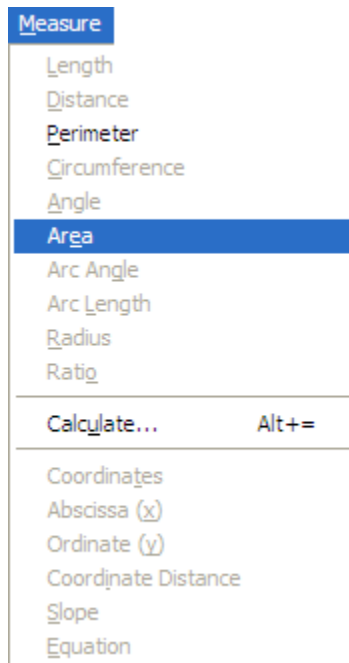 Measure
Length
Distance
Perimeter
Circumference
Angle
Area
Arc Angle
Arc Length
Radius
Ratio
Calculate... Alt+=
Coordinates
Abscissa (x)
Ordinate (y)
Coordinate Distance
Slope
Equation